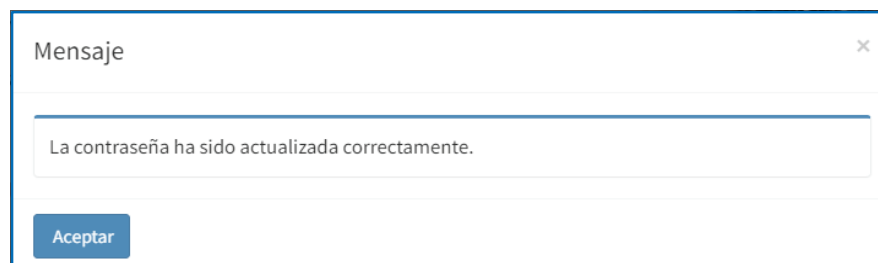 Mensaje ×
La contraseña ha sido actualizada correctamente.
Aceptar